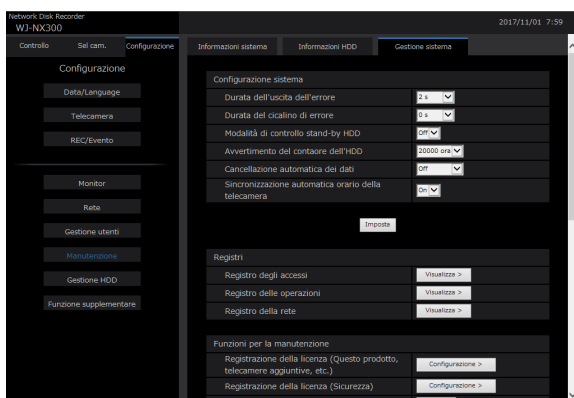 Network Disk Recorder
WJ-NX300
2017/11/01 7:59
Controllo Sel cam. Configurazione
Informazioni sistema Informazioni HDD Gestione sistema
Configurazione
Data/Language
Telecamera
REC/Evento
Monitor
Rete
Gestione utenti
Manutenzione
Gestione HDD
Funzione supplementare
Configurazione sistema
Durata dell'uscita dell'errore 2 s
Durata del cicalino di errore 0 s
Modalità di controllo stand-by HDD Off
Avvertimento del contaore dell'HDD 20000 ora
Cancellazione automatica dei dati Off
Sincronizzazione automatica orario della
telecamera On
Imposta
Registri
Registro degli accessi Visualizza >
Registro delle operazioni Visualizza >
Registro della rete Visualizza >
Funzioni per la manutenzione
Registrazione della licenza (Questo prodotto,
telecamere aggiuntive, etc.) Configurazione >
Registrazione della licenza (Sicurezza) Configurazione >